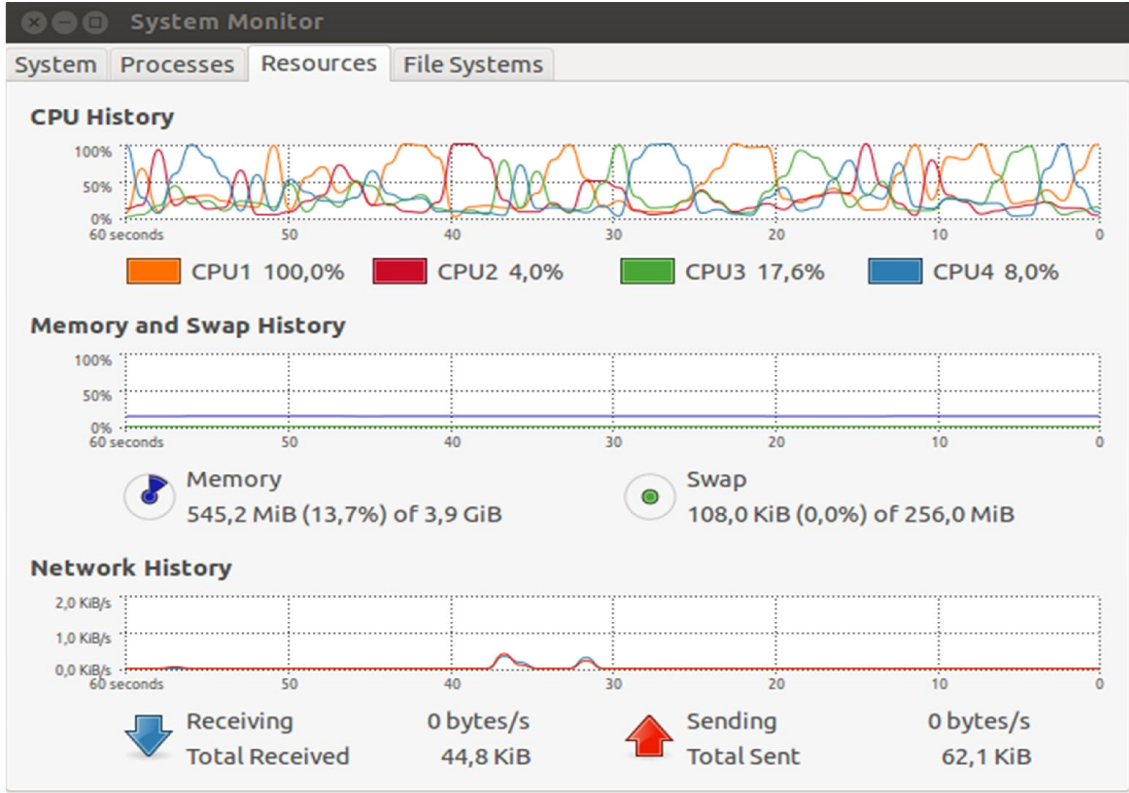 System Monitor
System Processes Resources File Systems
CPU History
100%
50%
0%
60 seconds 50 40 30 20 10 0
CPU1 100,0% CPU2 4,0% CPU3 17,6% CPU4 8,0%
Memory and Swap History
100%
50%
0%
60 seconds 50 40 30 20 10 0
Memory Swap
545,2 MiB (13,7%) of 3,9 GiB 108,0 KiB (0,0%) of 256,0 MiB
Network History
2,0 KiB/s
1,0 KiB/s
0,0 KiB/s
60 seconds 50 40 30 20 10 0
Receiving 0 bytes/s Sending 0 bytes/s
Total Received 44,8 KiB Total Sent 62,1 KiB